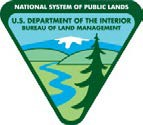 NATIONAL SYSTEM OF PUBLIC LANDS
U.S. DEPARTMENT OF THE INTERIOR
BUREAU OF LAND MANAGEMENT